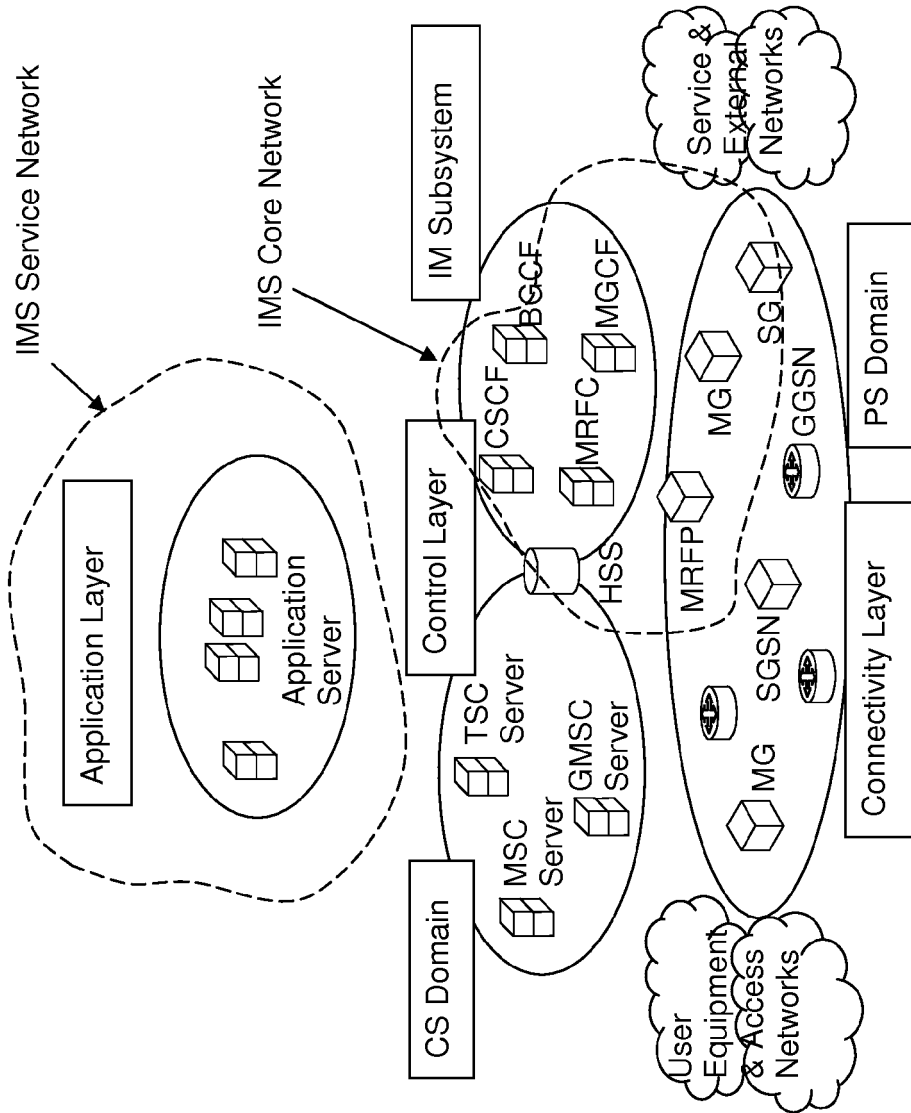 IMS Service Network
Application Layer
Application
Server
IMS Core Network
CS Domain
Control Layer
IM Subsystem
MSC
Server
TSC
Server
GMSC
Server
HSS
CSCF
BGCF
MRFC
MGCF
User
Equipment
& Access
Networks
MG
SGSN
MRFP
MG
GGSN
SG
Service &
External
Networks
Connectivity Layer
PS Domain